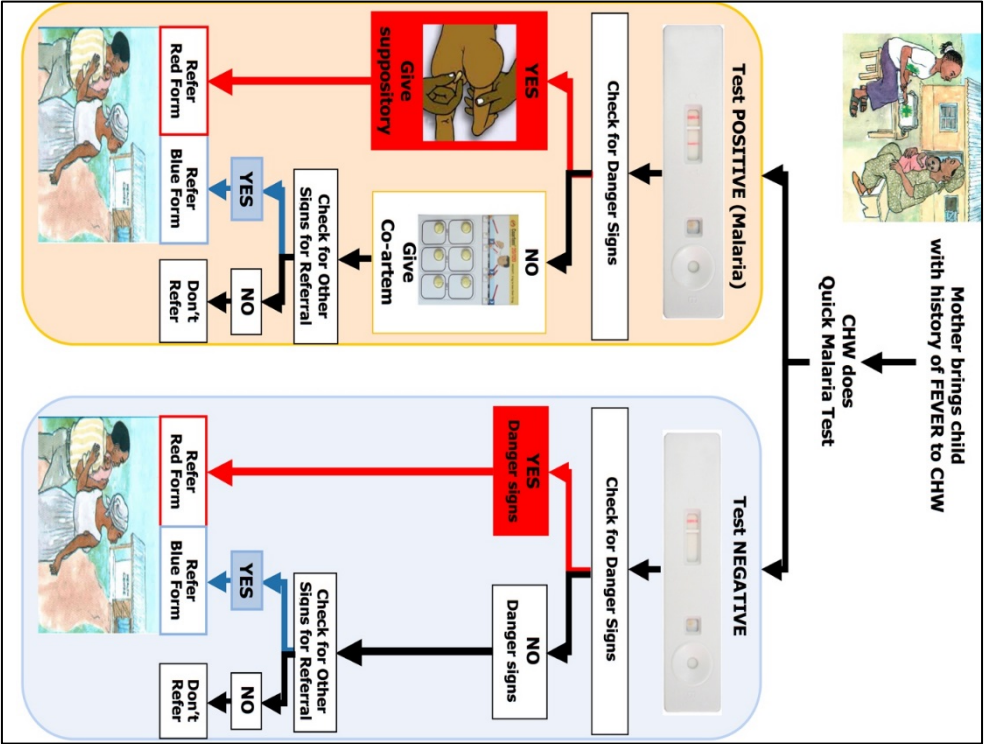 Mother brings child
with history of FEVER to CHW
CHW does
Quick Malaria Test
Test POSITIVE (Malaria)
Check for Danger Signs
YES
Give
suppository
NO
Give
Co-artem
Check for Other
Signs for Referral
YES
NO
Refer
Red Form
Refer
Blue Form
Don't
Refer
Test NEGATIVE
Check for Danger Signs
YES
Danger signs
NO
Danger signs
Check for Other
Signs for Referral
YES
NO
Refer
Red Form
Refer
Blue Form
Don't
Refer